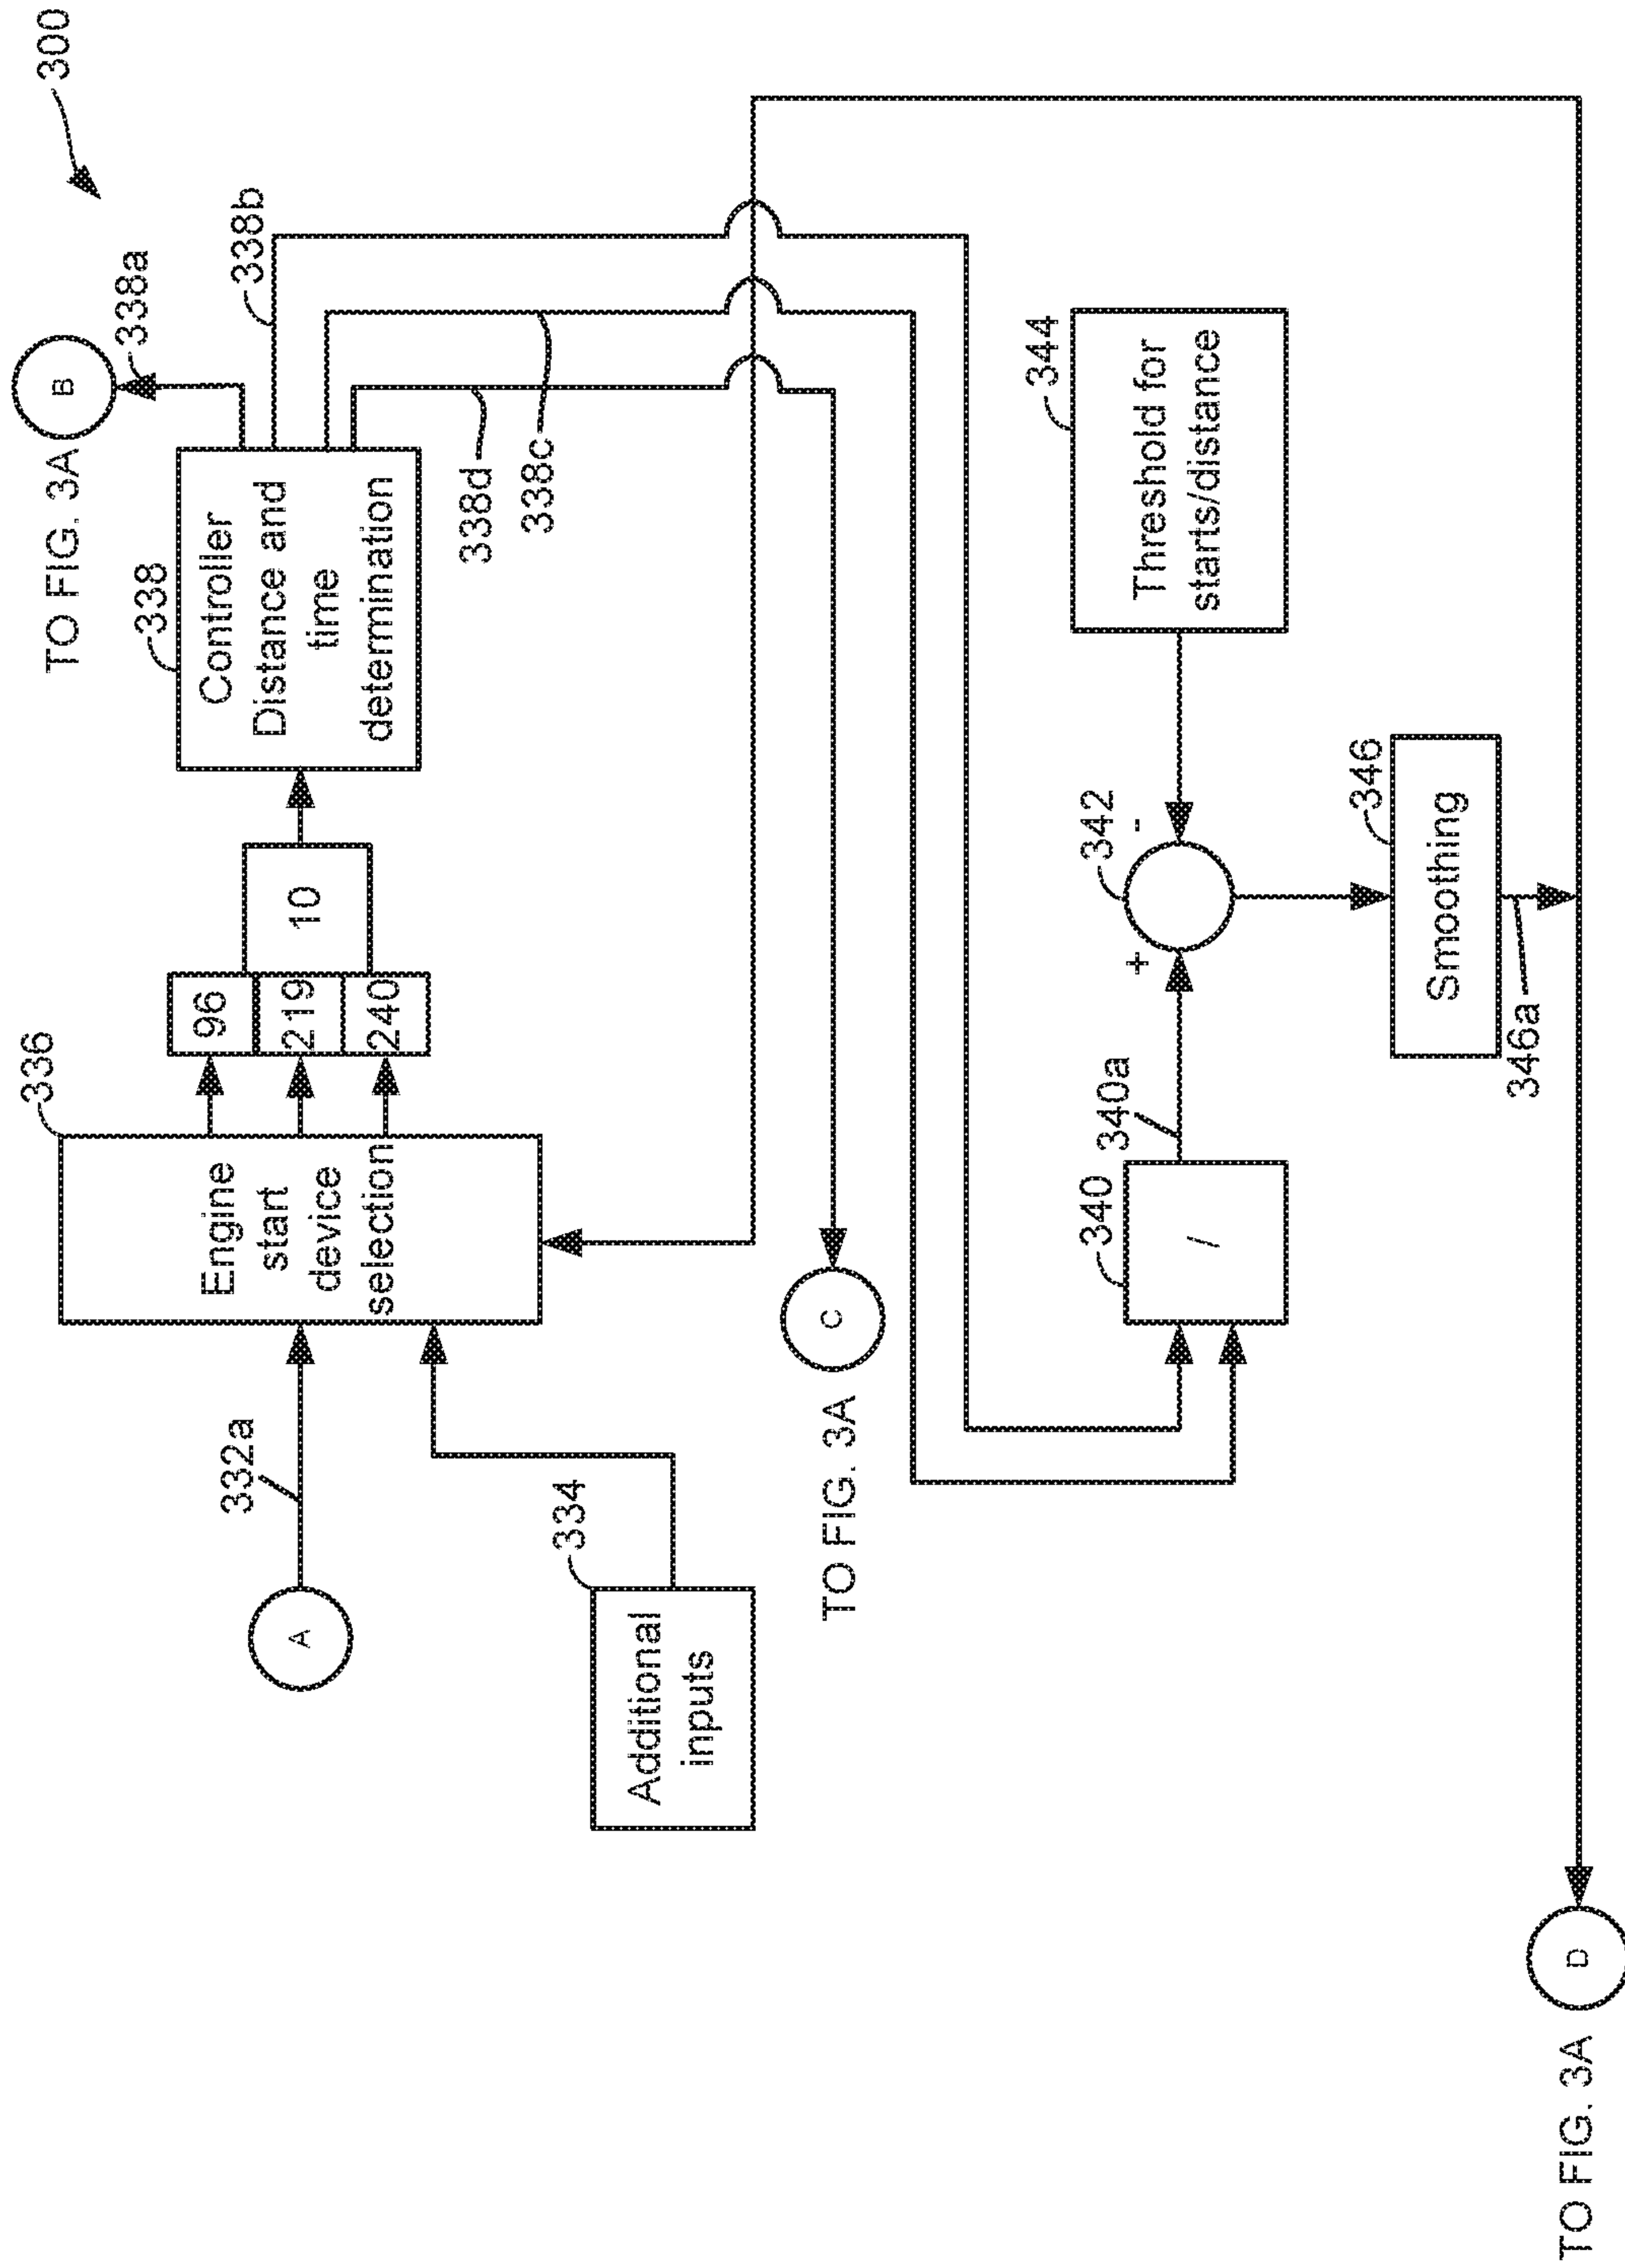 300
B
338a
TO FIG. 3A
338
338b
Controller
Distance and
time
determination
338d
338c
336
Engine
start
device
selection
96
219
240
10
A
332a
334
Additional
inputs
C
TO FIG. 3A
340
/
340a
342
+
-
344
Threshold for
starts/distance
346
Smoothing
346a
D
TO FIG. 3A